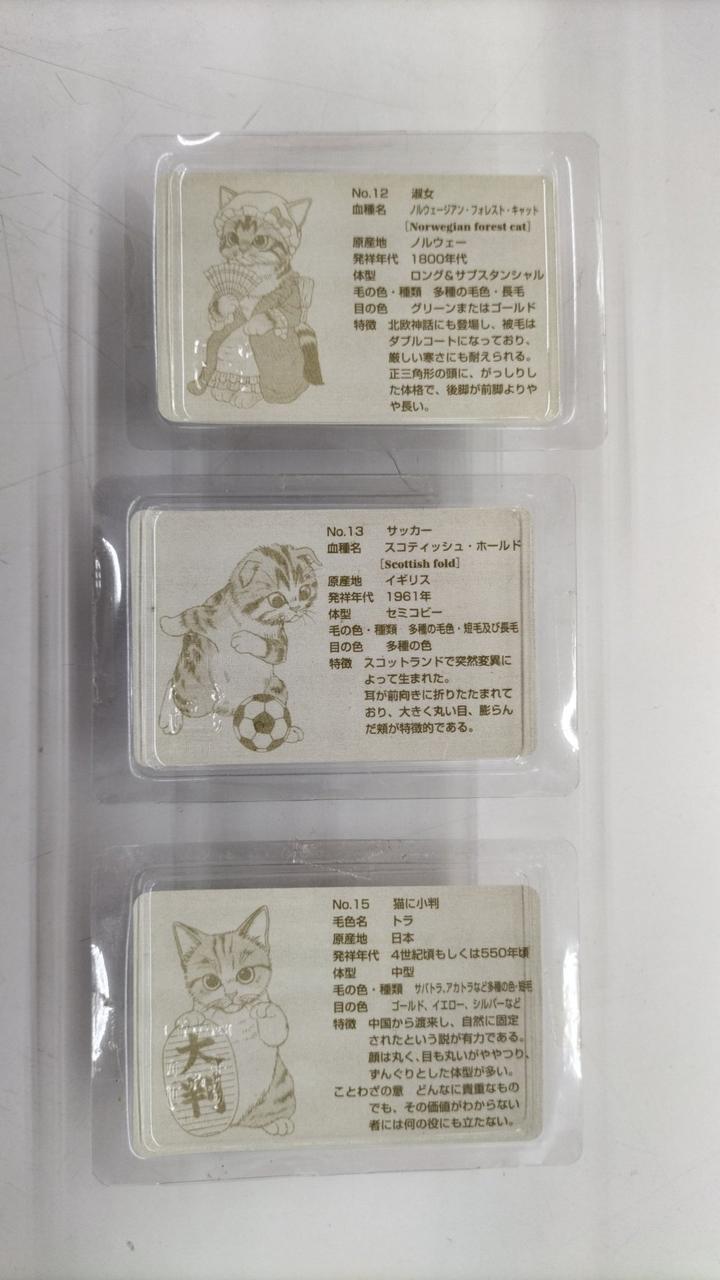 No.12 淑女
血種名 ノルウェージアン・フォレスト・キャット
[Norwegian forest cat]
原産地 ノルウェー
発祥年代 1800年代
体型 ロング&サブスタンシャル
毛の色・種類 多種の毛色・長毛
目の色 グリーンまたはゴールド
特徴 北欧神話にも登場し、被毛は
ダブルコートになっており、
厳しい寒さにも耐えられる。
正三角形の頭に、がっしりし
た体格で、後脚が前脚よりや
や長い。
No.13 サッカー
血種名 スコティッシュ・ホールド
[Scottish fold]
原産地 イギリス
発祥年代 1961年
体型 セミコビー
毛の色・種類 多種の毛色・短毛及び長毛
目の色 多種の色
特徴 スコットランドで突然変異に
よって生まれた。
耳が前向きに折りたたまれて
おり、大きく丸い目、膨らん
だ頬が特徴的である。
No.15 猫に小判
毛色名 トラ
原産地 日本
発祥年代 4世紀頃もしくは550年頃
体型 中型
毛の色・種類 サバトラ、アカトラなど多種の色・短毛
目の色 ゴールド、イエロー、シルバーなど
特徴 中国から渡来し、自然に固定
されたという説が有力である。
顔は丸く、目も丸いがややつり、
ずんぐりとした体型が多い。
ことわざの意 どんなに貴重なもの
でも、その価値がわからない
者には何の役にも立たない。
大判